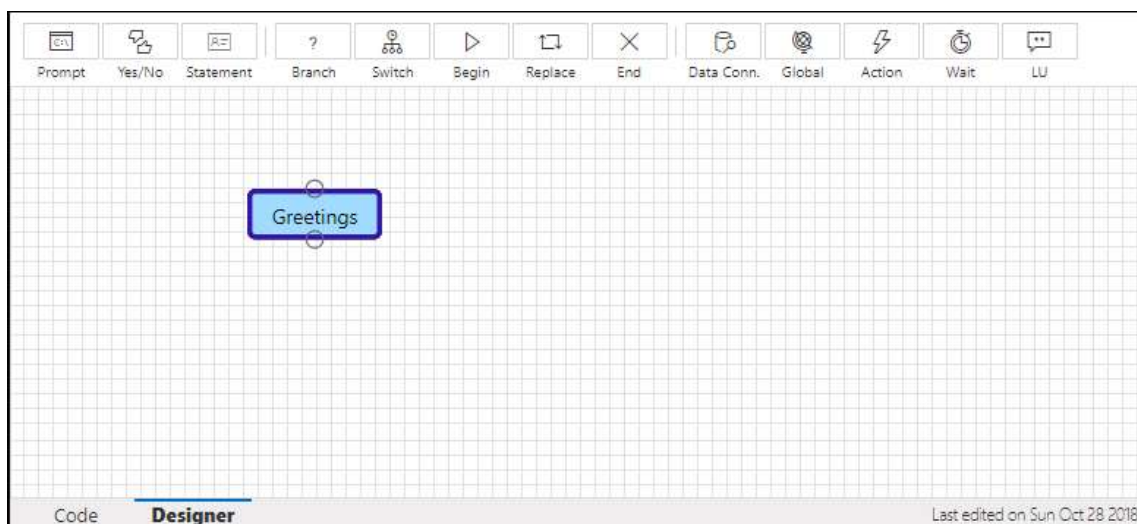 C:\
?
Prompt Yes/No Statement Branch Switch Begin Replace End Data Conn. Global Action Wait LU
Greetings
Code Designer Last edited on Sun Oct 28 2018